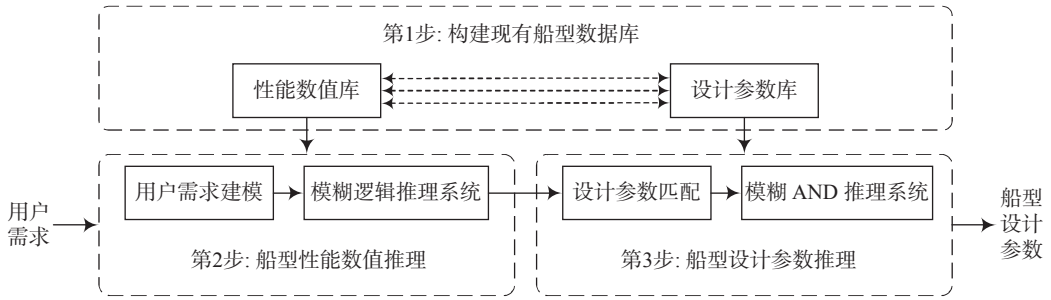 第1步: 构建现有船型数据库
性能数值库
设计参数库
用户
需求
用户需求建模
模糊逻辑推理系统
第2步: 船型性能数值推理
设计参数匹配
模糊 AND 推理系统
第3步: 船型设计参数推理
船型
设计
参数